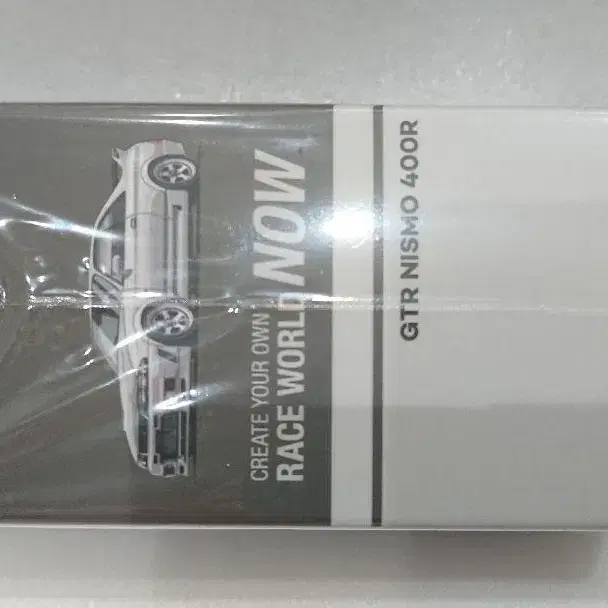 CREATE YOUR OWN
RACE WORLD NOW
GTR NISMO 400R